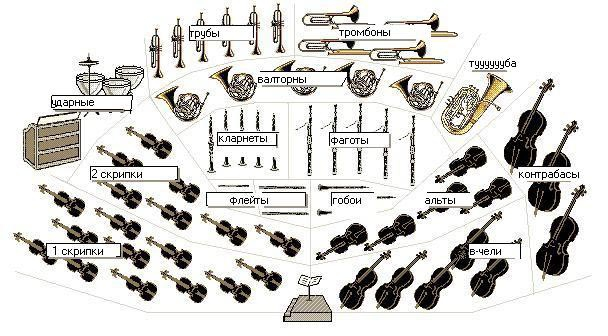 трубы
тромбоны
валторны
тууууууба
ударные
кларнеты
фаготы
2 скрипки
флейты
гобои
альты
контрабасы
1 скрипки
в-чели